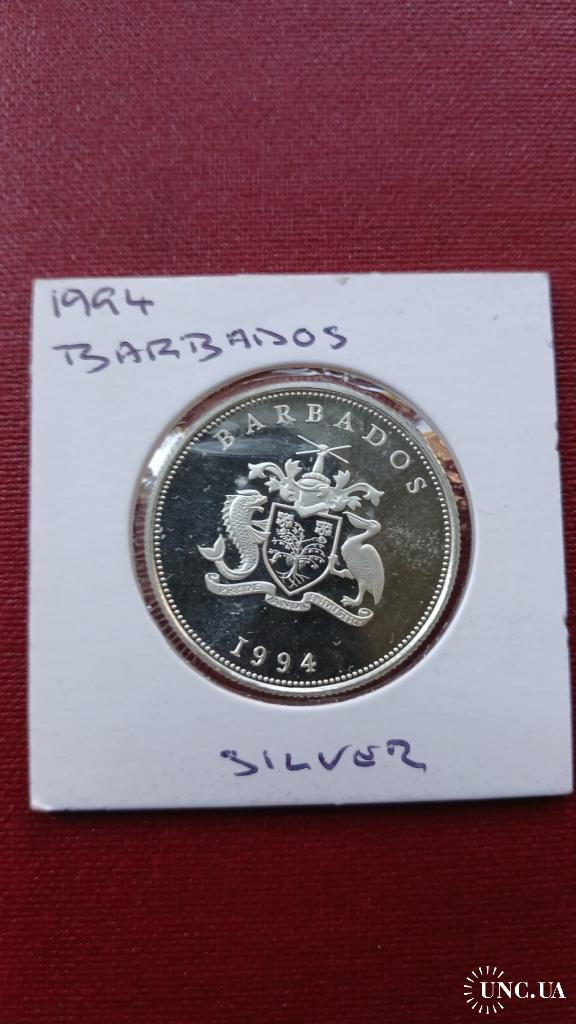 1994
BARBADOS
BARBADOS
PRIDE AND INDUSTRY
1994
SILVER
UNC.UA